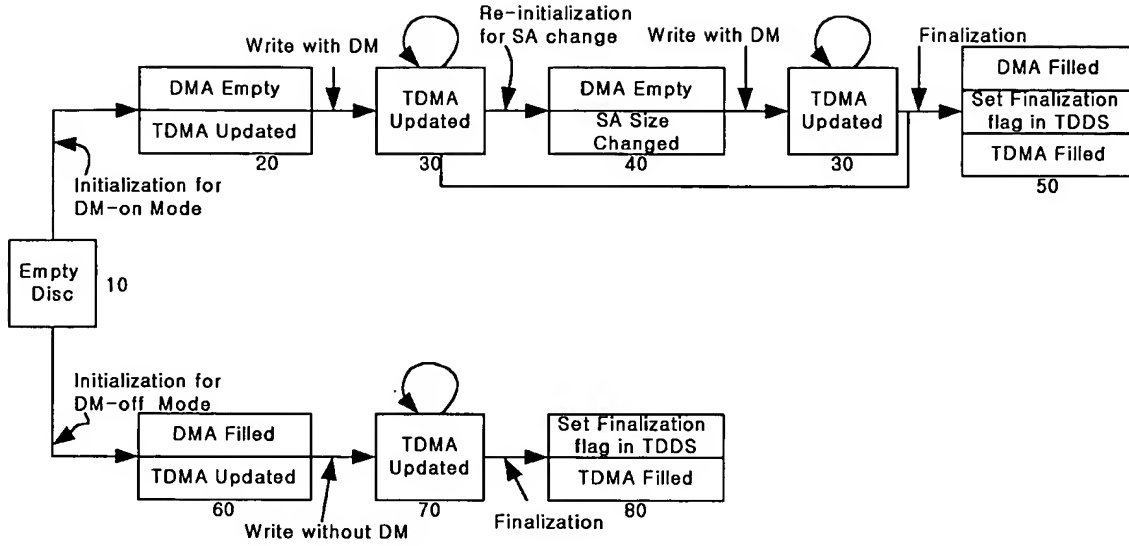 Re-initialization
for SA change
Write with DM
Write with DM
Finalization
DMA Empty
TDMA Updated
20
TDMA
Updated
30
DMA Empty
SA Size
Changed
40
TDMA
Updated
30
DMA Filled
Set Finalization
flag in TDDS
TDMA Filled
50
Initialization for
DM-on Mode
Empty
Disc
10
Initialization for
DM-off Mode
DMA Filled
TDMA Updated
60
Write without DM
TDMA
Updated
70
Finalization
Set Finalization
flag in TDDS
TDMA Filled
80